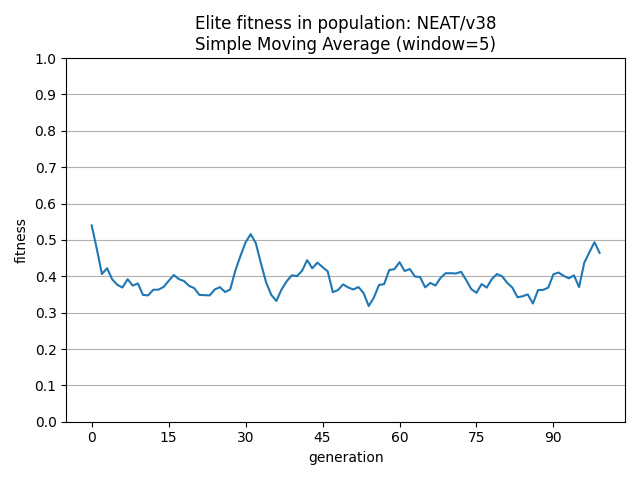 Elite fitness in population: NEAT/v38
Simple Moving Average (window=5)
1.0
0.9
0.8
0.7
0.6
0.5
0.4
0.3
0.2
0.1
0.0
fitness
0 15 30 45 60 75 90
generation